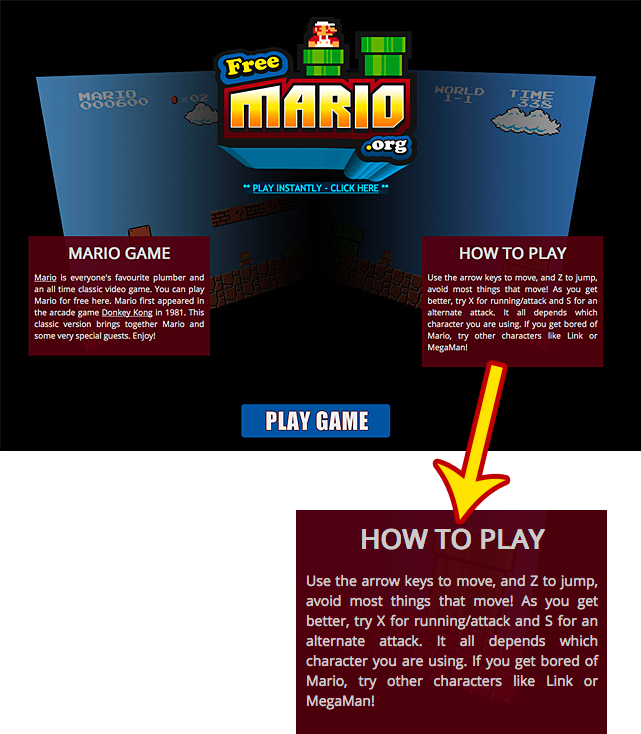 Free
MARIO
.org
MARIO
000600
×02
WORLD
1-1
TIME
338
** PLAY INSTANTLY - CLICK HERE **
MARIO GAME
Mario is everyone's favourite plumber and
an all time classic video game. You can play
Mario for free here. Mario first appeared in
the arcade game Donkey Kong in 1981. This
classic version brings together Mario and
some very special guests. Enjoy!
HOW TO PLAY
Use the arrow keys to move, and Z to jump,
avoid most things that move! As you get
better, try X for running/attack and S for an
alternate attack. It all depends which
character you are using. If you get bored of
Mario, try other characters like Link or
MegaMan!
PLAY GAME
HOW TO PLAY
Use the arrow keys to move, and Z to jump,
avoid most things that move! As you get
better, try X for running/attack and S for an
alternate attack. It all depends which
character you are using. If you get bored of
Mario, try other characters like Link or
MegaMan!